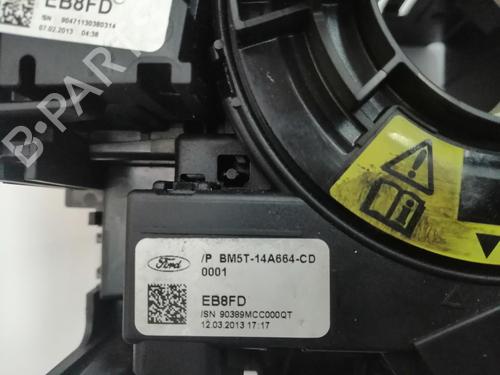 EB8FD
/SN 90471130380314
07.02.2013 04:38
B-PARTS
Ford
/P BM5T-14A664-CD
0001
EB8FD
/SN 90389MCC000QT
12.03.2013 17:17